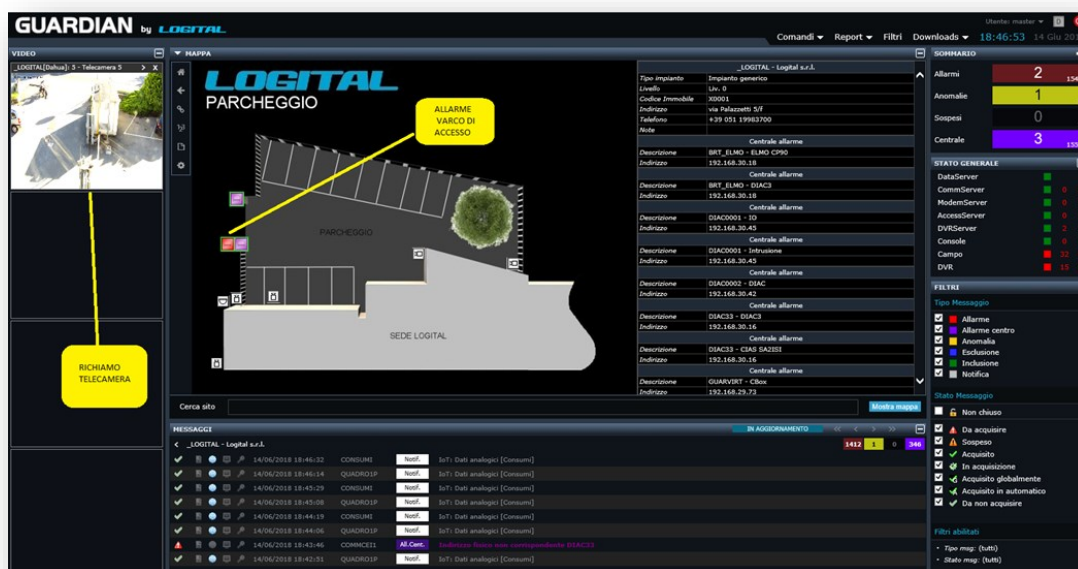 GUARDIAN by LOGITAL
Utente: master
Comandi Report Filtri Downloads 18:46:53 14 Giu 201
VIDEO
_LOGITAL[Dahua]: 5 - Telecamera 5 > X
RICHIAMO
TELECAMERA
MAPPA
LOGITAL
PARCHEGGIO
ALLARME
VARCO DI
ACCESSO
PARCHEGGIO
SEDE LOGITAL
_LOGITAL - Logital s.r.l.
Tipo impianto Impianto generico
Livello Liv. 0
Codice Immobile X0001
Indirizzo via Palazzetti 5/f
Telefono +39 051 19983700
Note
Centrale allarme
Descrizione BRT_ELMO - ELMO CP90
Indirizzo 192.168.30.18
Centrale allarme
Descrizione BRT_ELMO - DIAC3
Indirizzo 192.168.30.18
Centrale allarme
Descrizione DIAC0001 - IO
Indirizzo 192.168.30.45
Centrale allarme
Descrizione DIAC0001 - Intrusione
Indirizzo 192.168.30.45
Centrale allarme
Descrizione DIAC0002 - DIAC
Indirizzo 192.168.30.42
Centrale allarme
Descrizione DIAC33 - DIAC3
Indirizzo 192.168.30.16
Centrale allarme
Descrizione DIAC33 - CIAS SA2ISI
Indirizzo 192.168.30.16
Centrale allarme
Descrizione GUARVIRT - CBox
Indirizzo 192.168.29.73
Cerca sito Mostra mappa
MESSAGGI IN AGGIORNAMENTO << < > >>
< _LOGITAL - Logital s.r.l. 1412 1 0 346
14/06/2018 18:46:32 CONSUMI Notif. IoT: Dati analogici [Consumi]
14/06/2018 18:46:14 QUADRO1P Notif. IoT: Dati analogici [Consumi]
14/06/2018 18:45:29 CONSUMI Notif. IoT: Dati analogici [Consumi]
14/06/2018 18:45:08 QUADRO1P Notif. IoT: Dati analogici [Consumi]
14/06/2018 18:44:19 CONSUMI Notif. IoT: Dati analogici [Consumi]
14/06/2018 18:44:06 QUADRO1P Notif. IoT: Dati analogici [Consumi]
14/06/2018 18:43:46 COMMCEI1 All.Cent. Indirizzo fisico non corrispondente DIAC33
14/06/2018 18:42:51 QUADRO1P Notif. IoT: Dati analogici [Consumi]
SOMMARIO
Allarmi 2
Anomalie 1
Sospesi 0
Centrale 3
STATO GENERALE
DataServer
CommServer 0
ModemServer 0
AccessServer 0
DVRServer 2
Console 0
Campo 32
DVR 15
FILTRI
Tipo Messaggio
Allarme
Allarme centro
Anomalia
Esclusione
Inclusione
Notifica
Stato Messaggio
Non chiuso
Da acquisire
Sospeso
Acquisito
In acquisizione
Acquisito globalmente
Acquisito in automatico
Da non acquisire
Filtri abilitati
Tipo msg: (tutti)
Stato msg: (tutti)